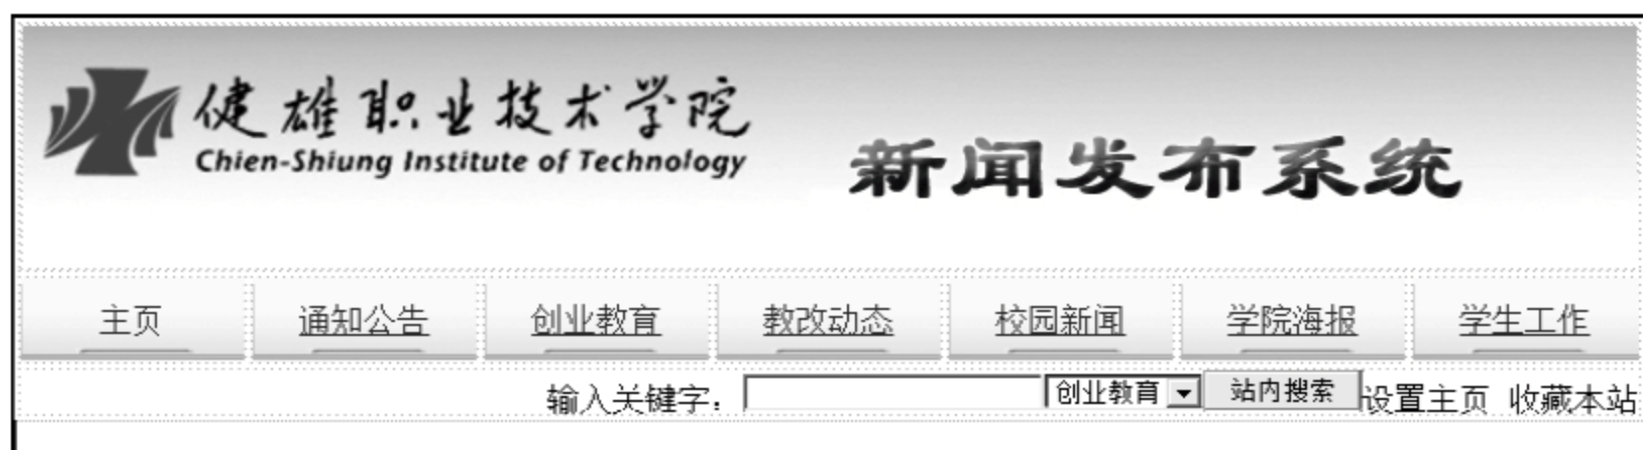 健雄职业技术学院
Chien-Shiung Institute of Technology
新闻发布系统
主页 通知公告 创业教育 教改动态 校园新闻 学院海报 学生工作
输入关键字： 创业教育 站内搜索 设置主页 收藏本站